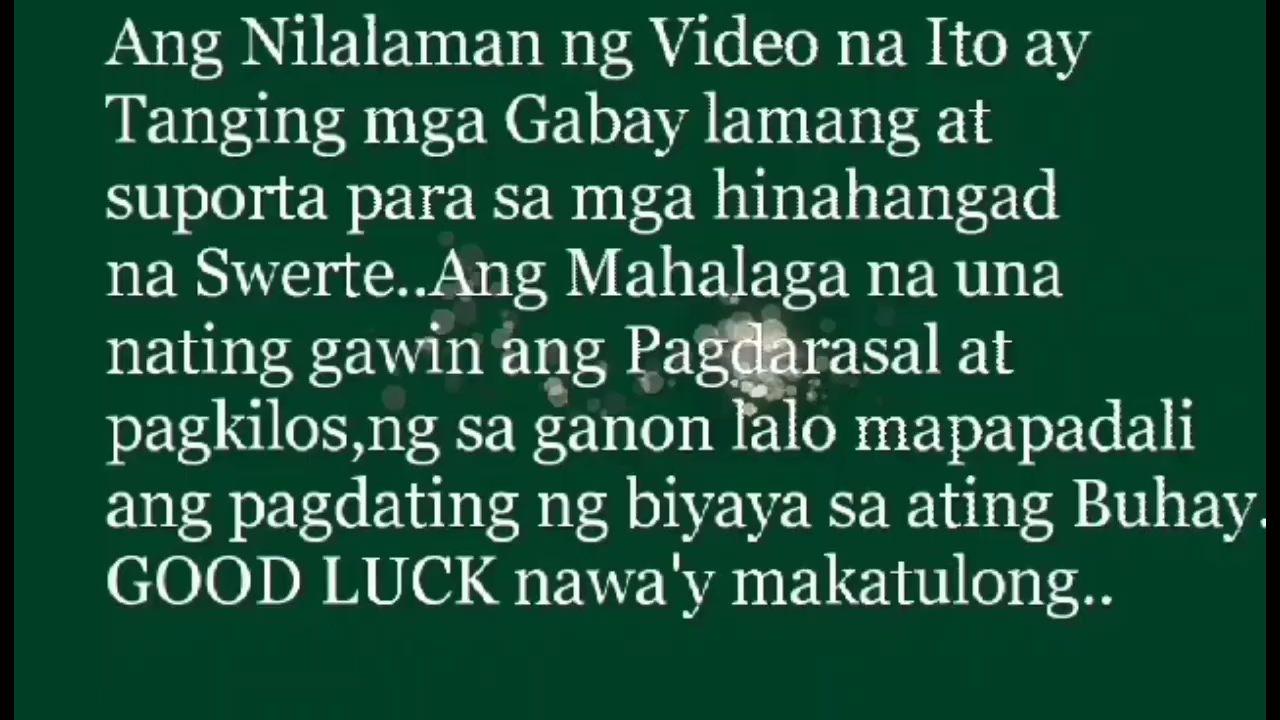 Ang Nilalaman ng Video na Ito ay
Tanging mga Gabay lamang at
suporta para sa mga hinahangad
na Swerte..Ang Mahalaga na una
nating gawin ang Pagdarasal at
pagkilos,ng sa ganon lalo mapapadali
ang pagdating ng biyaya sa ating Buhay.
GOOD LUCK nawa'y makatulong..